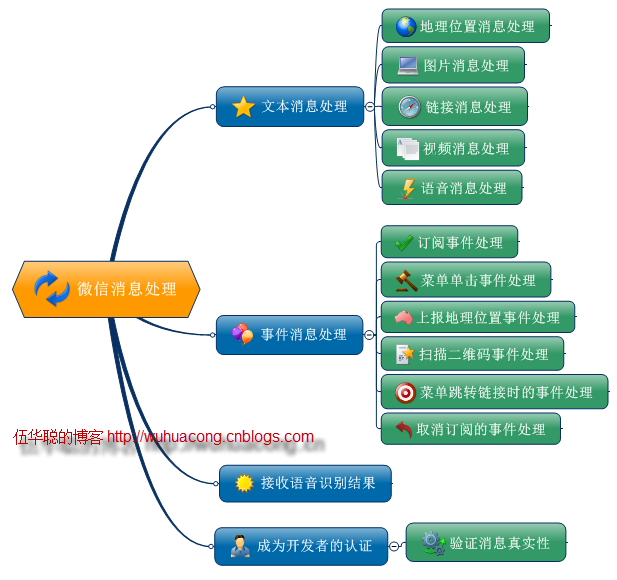 微信消息处理
文本消息处理
地理位置消息处理
图片消息处理
链接消息处理
视频消息处理
语音消息处理
事件消息处理
订阅事件处理
菜单单击事件处理
上报地理位置事件处理
扫描二维码事件处理
菜单跳转链接时的事件处理
取消订阅的事件处理
接收语音识别结果
成为开发者的认证
验证消息真实性
伍华聪的博客 http://wuhuacong.cnblogs.com